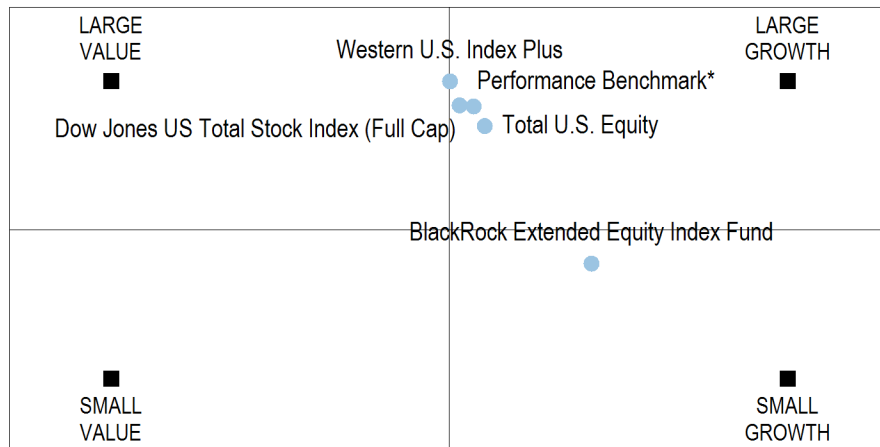 LARGE
VALUE
LARGE
GROWTH
Western U.S. Index Plus
Performance Benchmark*
Dow Jones US Total Stock Index (Full Cap)
Total U.S. Equity
BlackRock Extended Equity Index Fund
SMALL
VALUE
SMALL
GROWTH